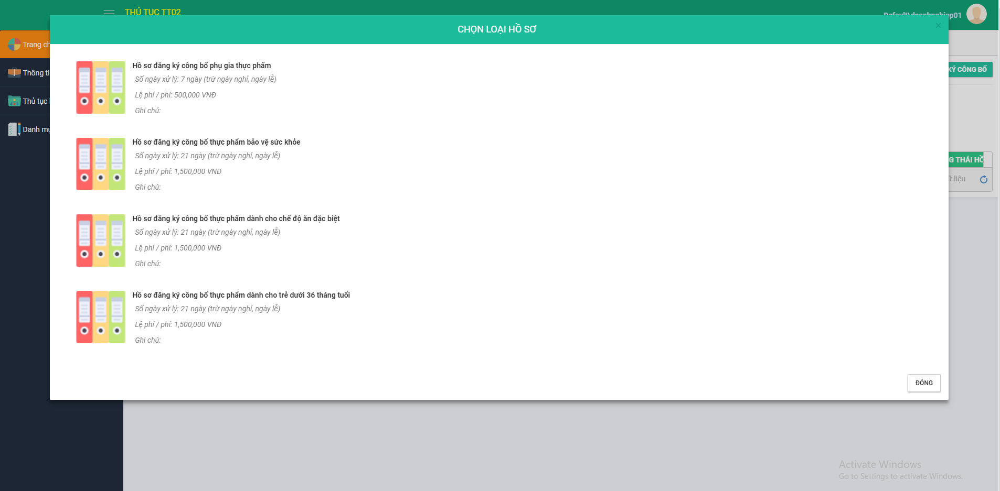 THỦ TỤC TT02
CHỌN LOẠI HỒ SƠ
×
Trang ch
Thông ti
Thủ tục
Danh mụ
Hồ sơ đăng ký công bố phụ gia thực phẩm
Số ngày xử lý: 7 ngày (trừ ngày nghỉ, ngày lễ)
Lệ phí / phí: 500,000 VNĐ
Ghi chú:
Hồ sơ đăng ký công bố thực phẩm bảo vệ sức khỏe
Số ngày xử lý: 21 ngày (trừ ngày nghỉ, ngày lễ)
Lệ phí / phí: 1,500,000 VNĐ
Ghi chú:
Hồ sơ đăng ký công bố thực phẩm dành cho chế độ ăn đặc biệt
Số ngày xử lý: 21 ngày (trừ ngày nghỉ, ngày lễ)
Lệ phí / phí: 1,500,000 VNĐ
Ghi chú:
Hồ sơ đăng ký công bố thực phẩm dành cho trẻ dưới 36 tháng tuổi
Số ngày xử lý: 21 ngày (trừ ngày nghỉ, ngày lễ)
Lệ phí / phí: 1,500,000 VNĐ
Ghi chú:
KÝ CÔNG BỐ
G THÁI HỒ
ữ liệu
ĐÓNG
Activate Windows
Go to Settings to activate Windows.